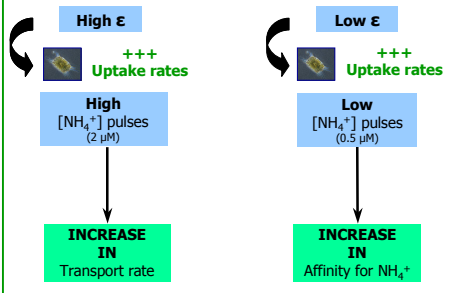 High ε
+++
Uptake rates
High
[NH₄⁺] pulses
(2 µM)
INCREASE
IN
Transport rate
Low ε
+++
Uptake rates
Low
[NH₄⁺] pulses
(0.5 µM)
INCREASE
IN
Affinity for NH₄⁺